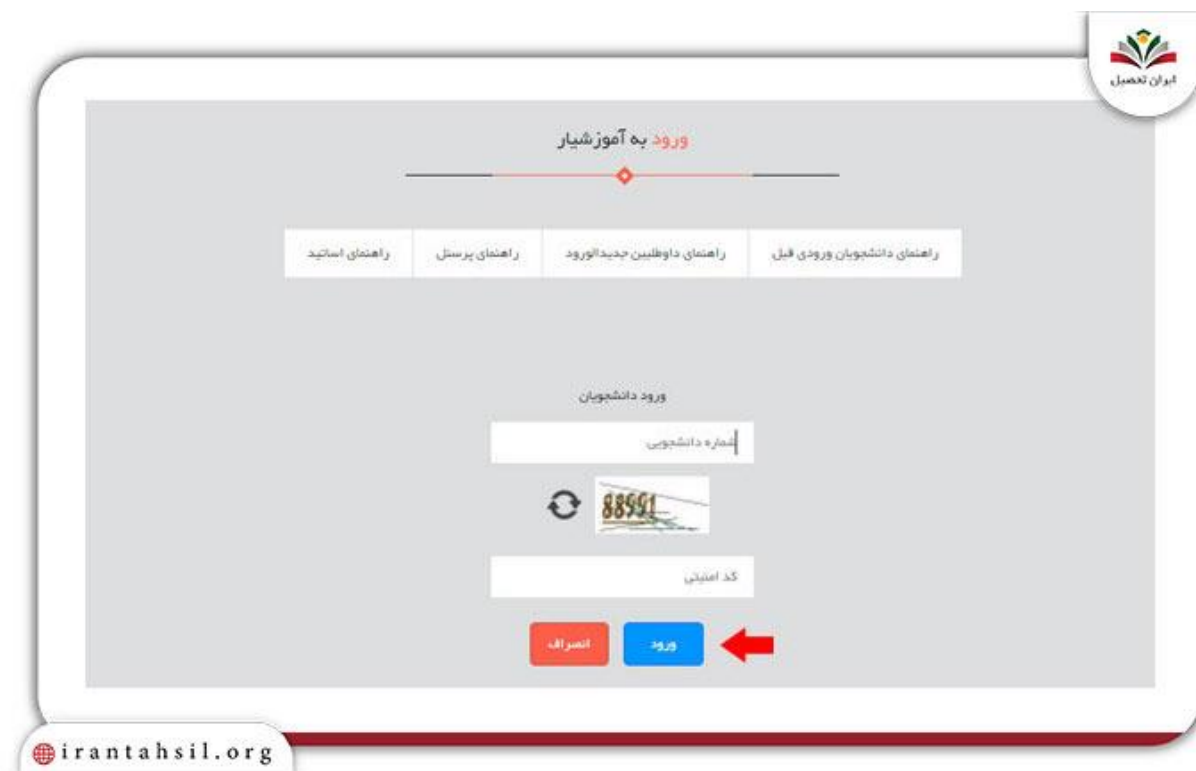 ایران تحصیل
ورود به آموزشیار
راهنمای دانشجویان ورودی قبل
راهنمای داوطلبین جدیدالورود
راهنمای پرسنل
راهنمای اساتید
ورود دانشجویان
شماره دانشجویی
88991
کد امنیتی
ورود
انصراف
irantahsil.org